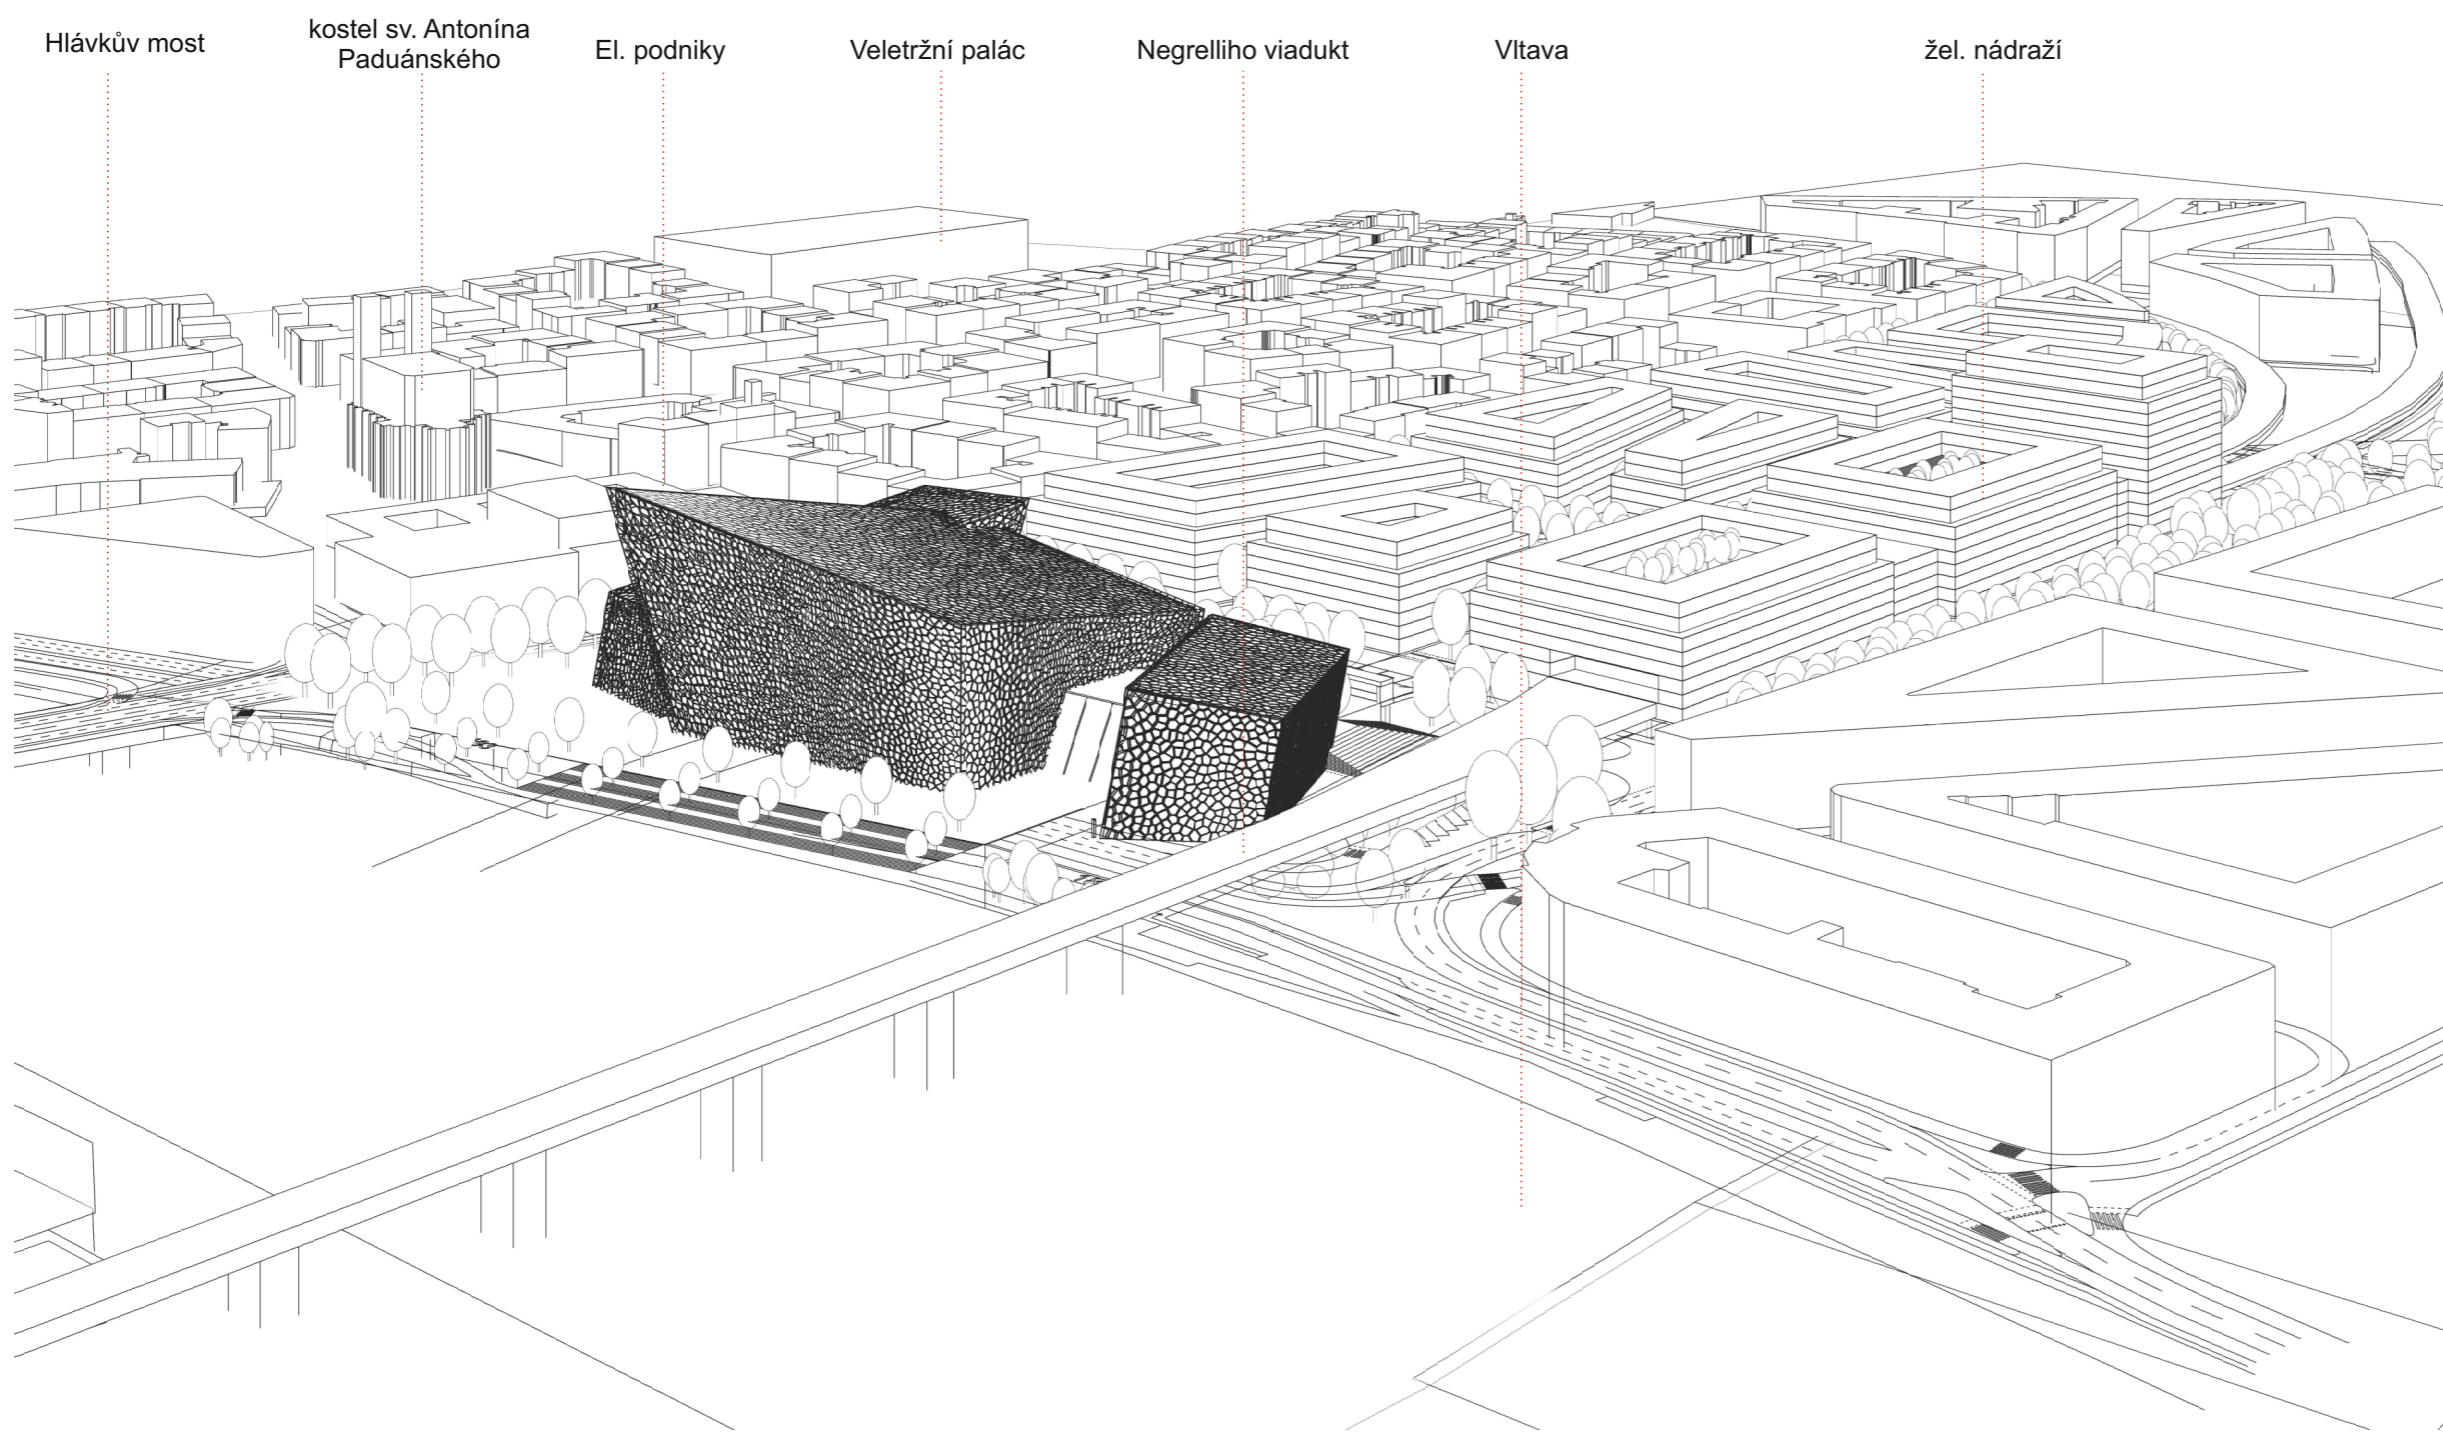 Hlávkův most
kostel sv. Antonína
Paduánského
El. podniky
Veletržní palác
Negrelliho viadukt
Vltava
žel. nádraží